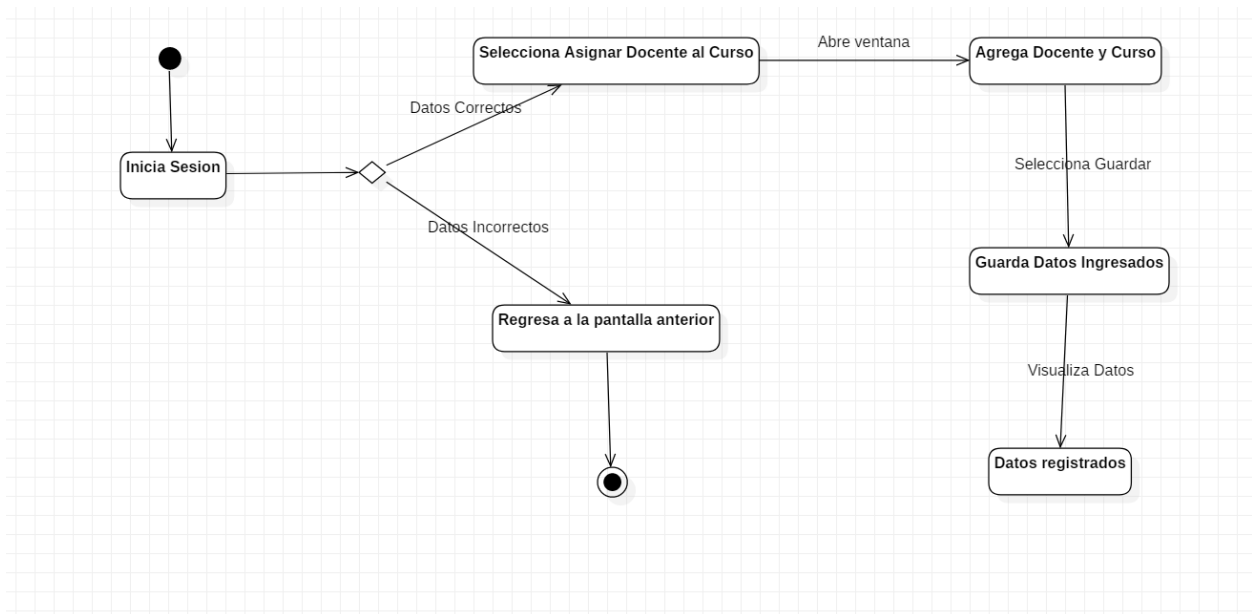 Selecciona Asignar Docente al Curso
Abre ventana
Agrega Docente y Curso
Datos Correctos
Inicia Sesion
Selecciona Guardar
Datos Incorrectos
Guarda Datos Ingresados
Regresa a la pantalla anterior
Visualiza Datos
Datos registrados